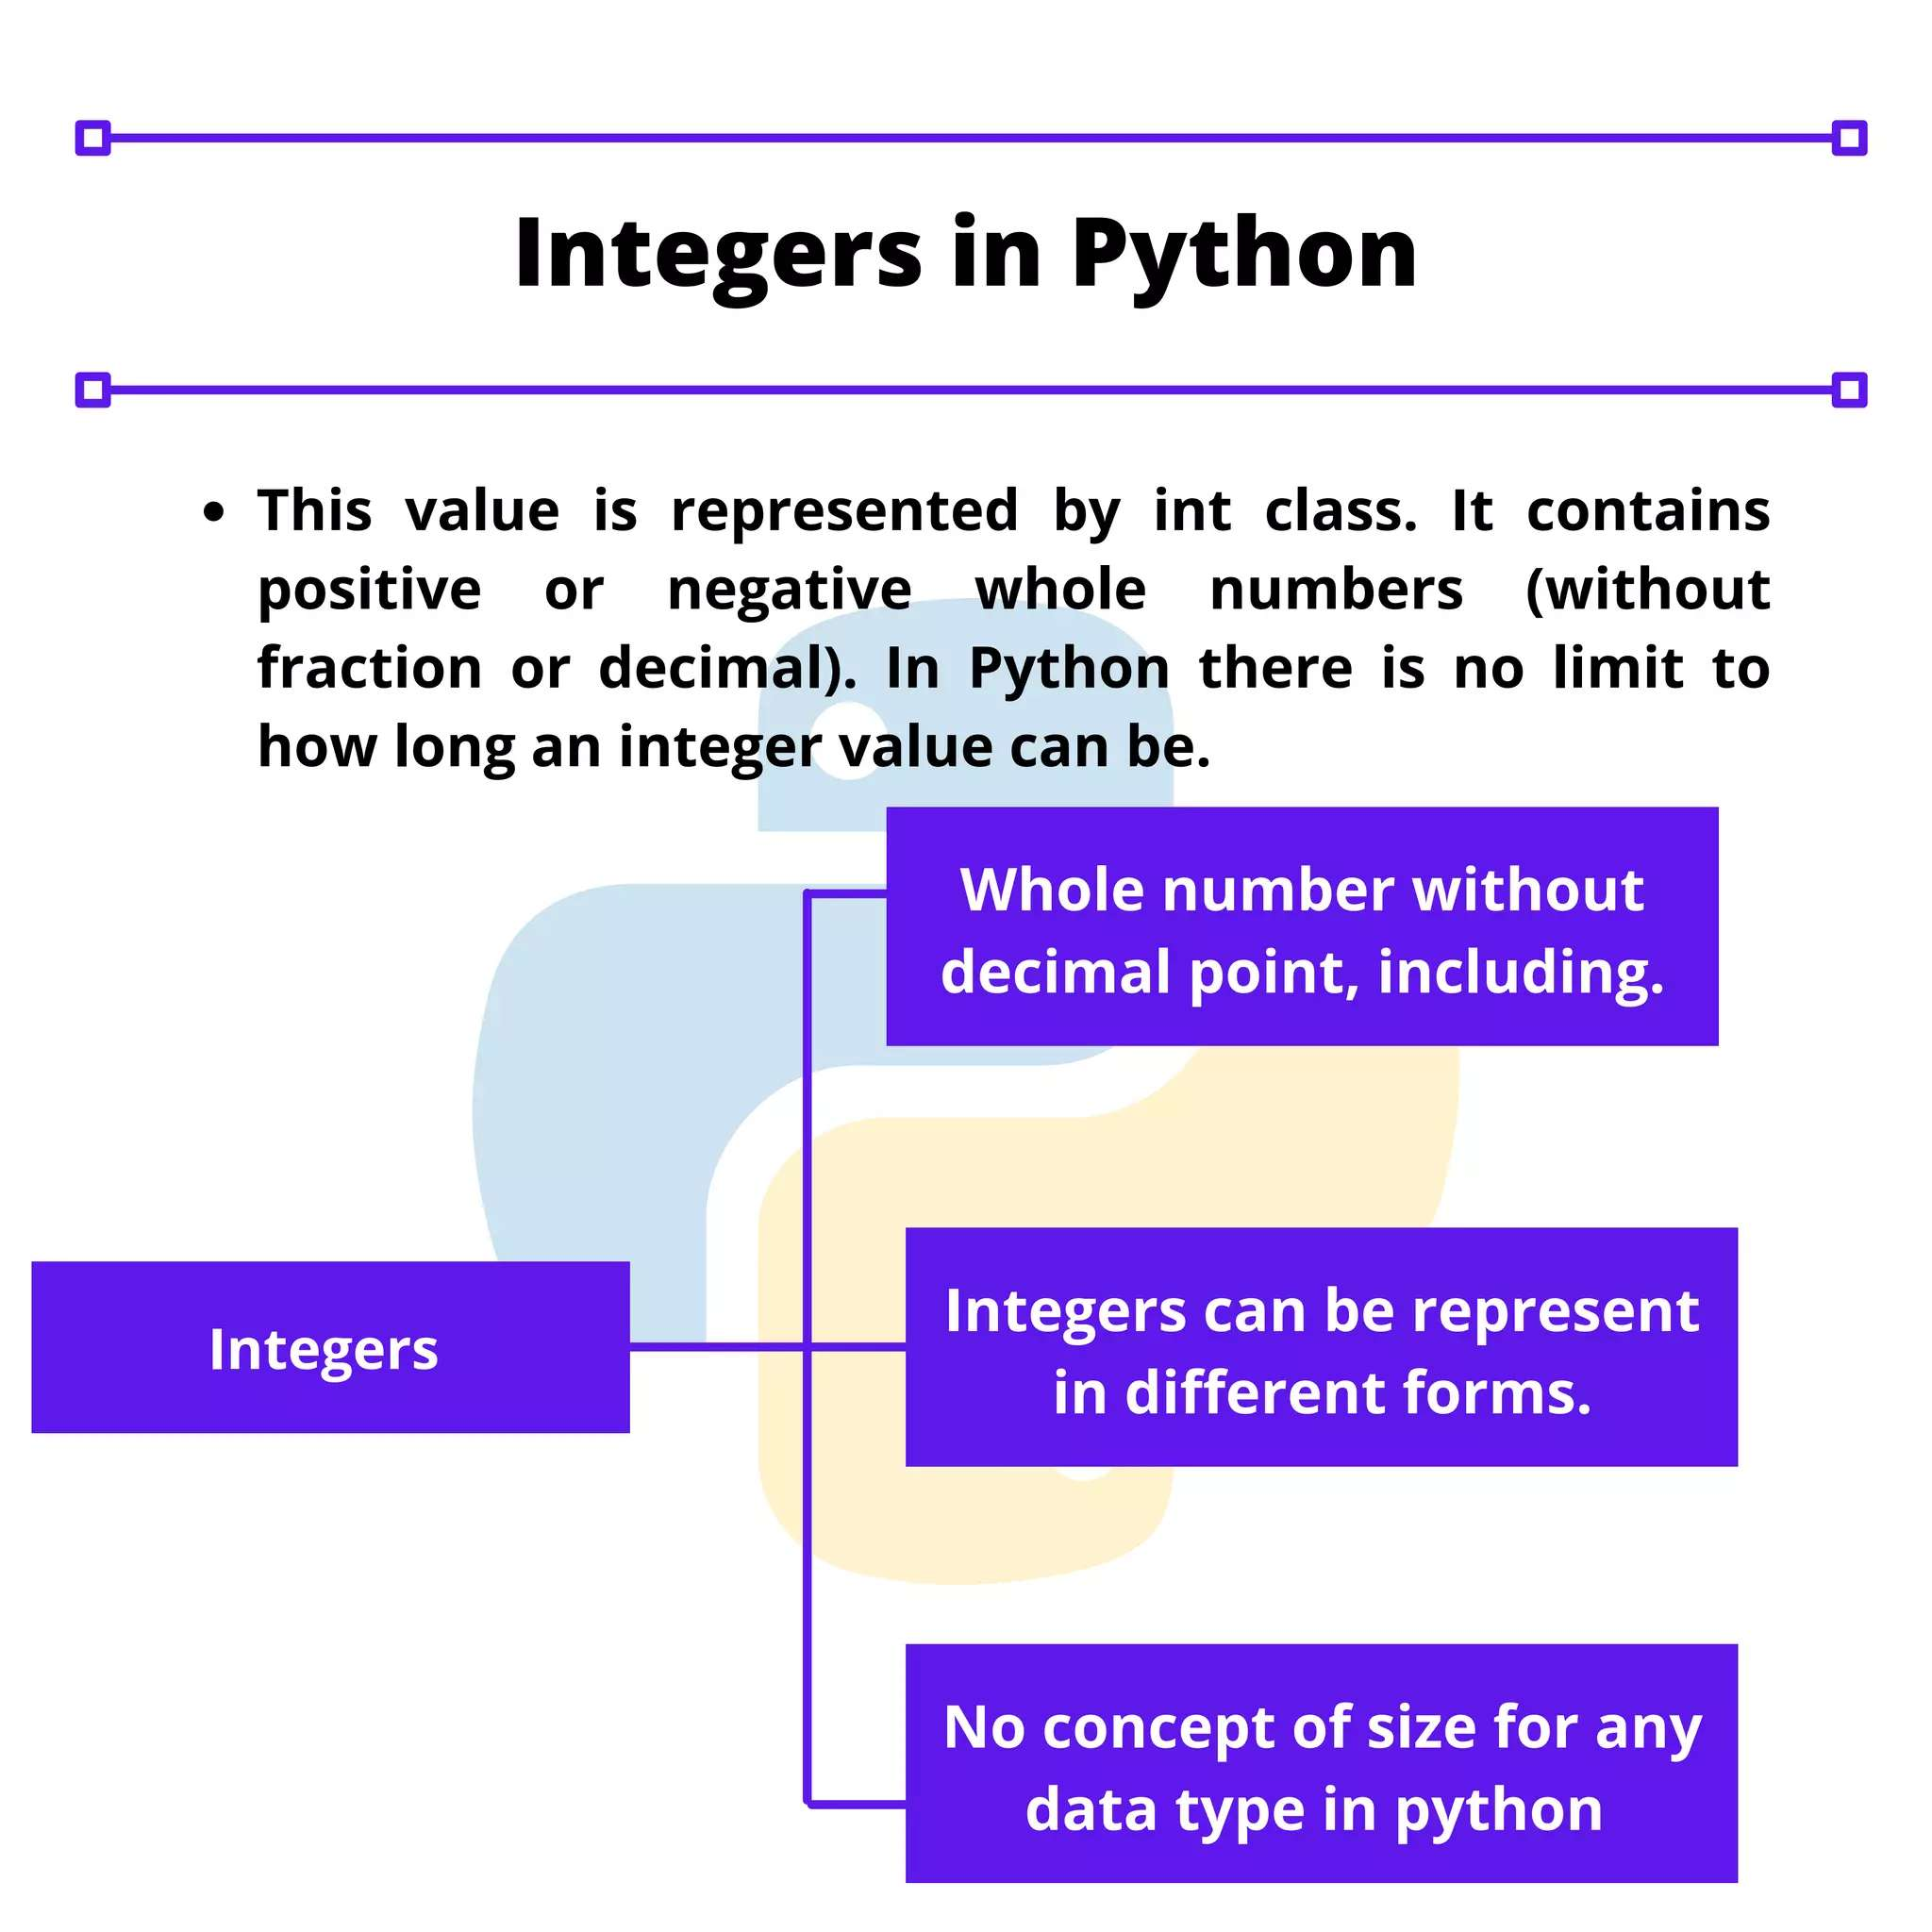 Integers in Python
• This value is represented by int class. It contains
positive or negative whole numbers (without
fraction or decimal). In Python there is no limit to
how long an integer value can be.
Whole number without
decimal point, including.
Integers
Integers can be represent
in different forms.
No concept of size for any
data type in python